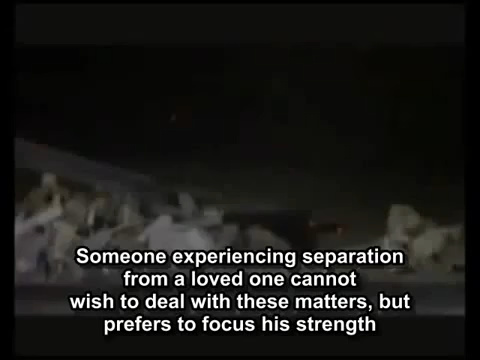 Someone experiencing separation
from a loved one cannot
wish to deal with these matters, but
prefers to focus his strength